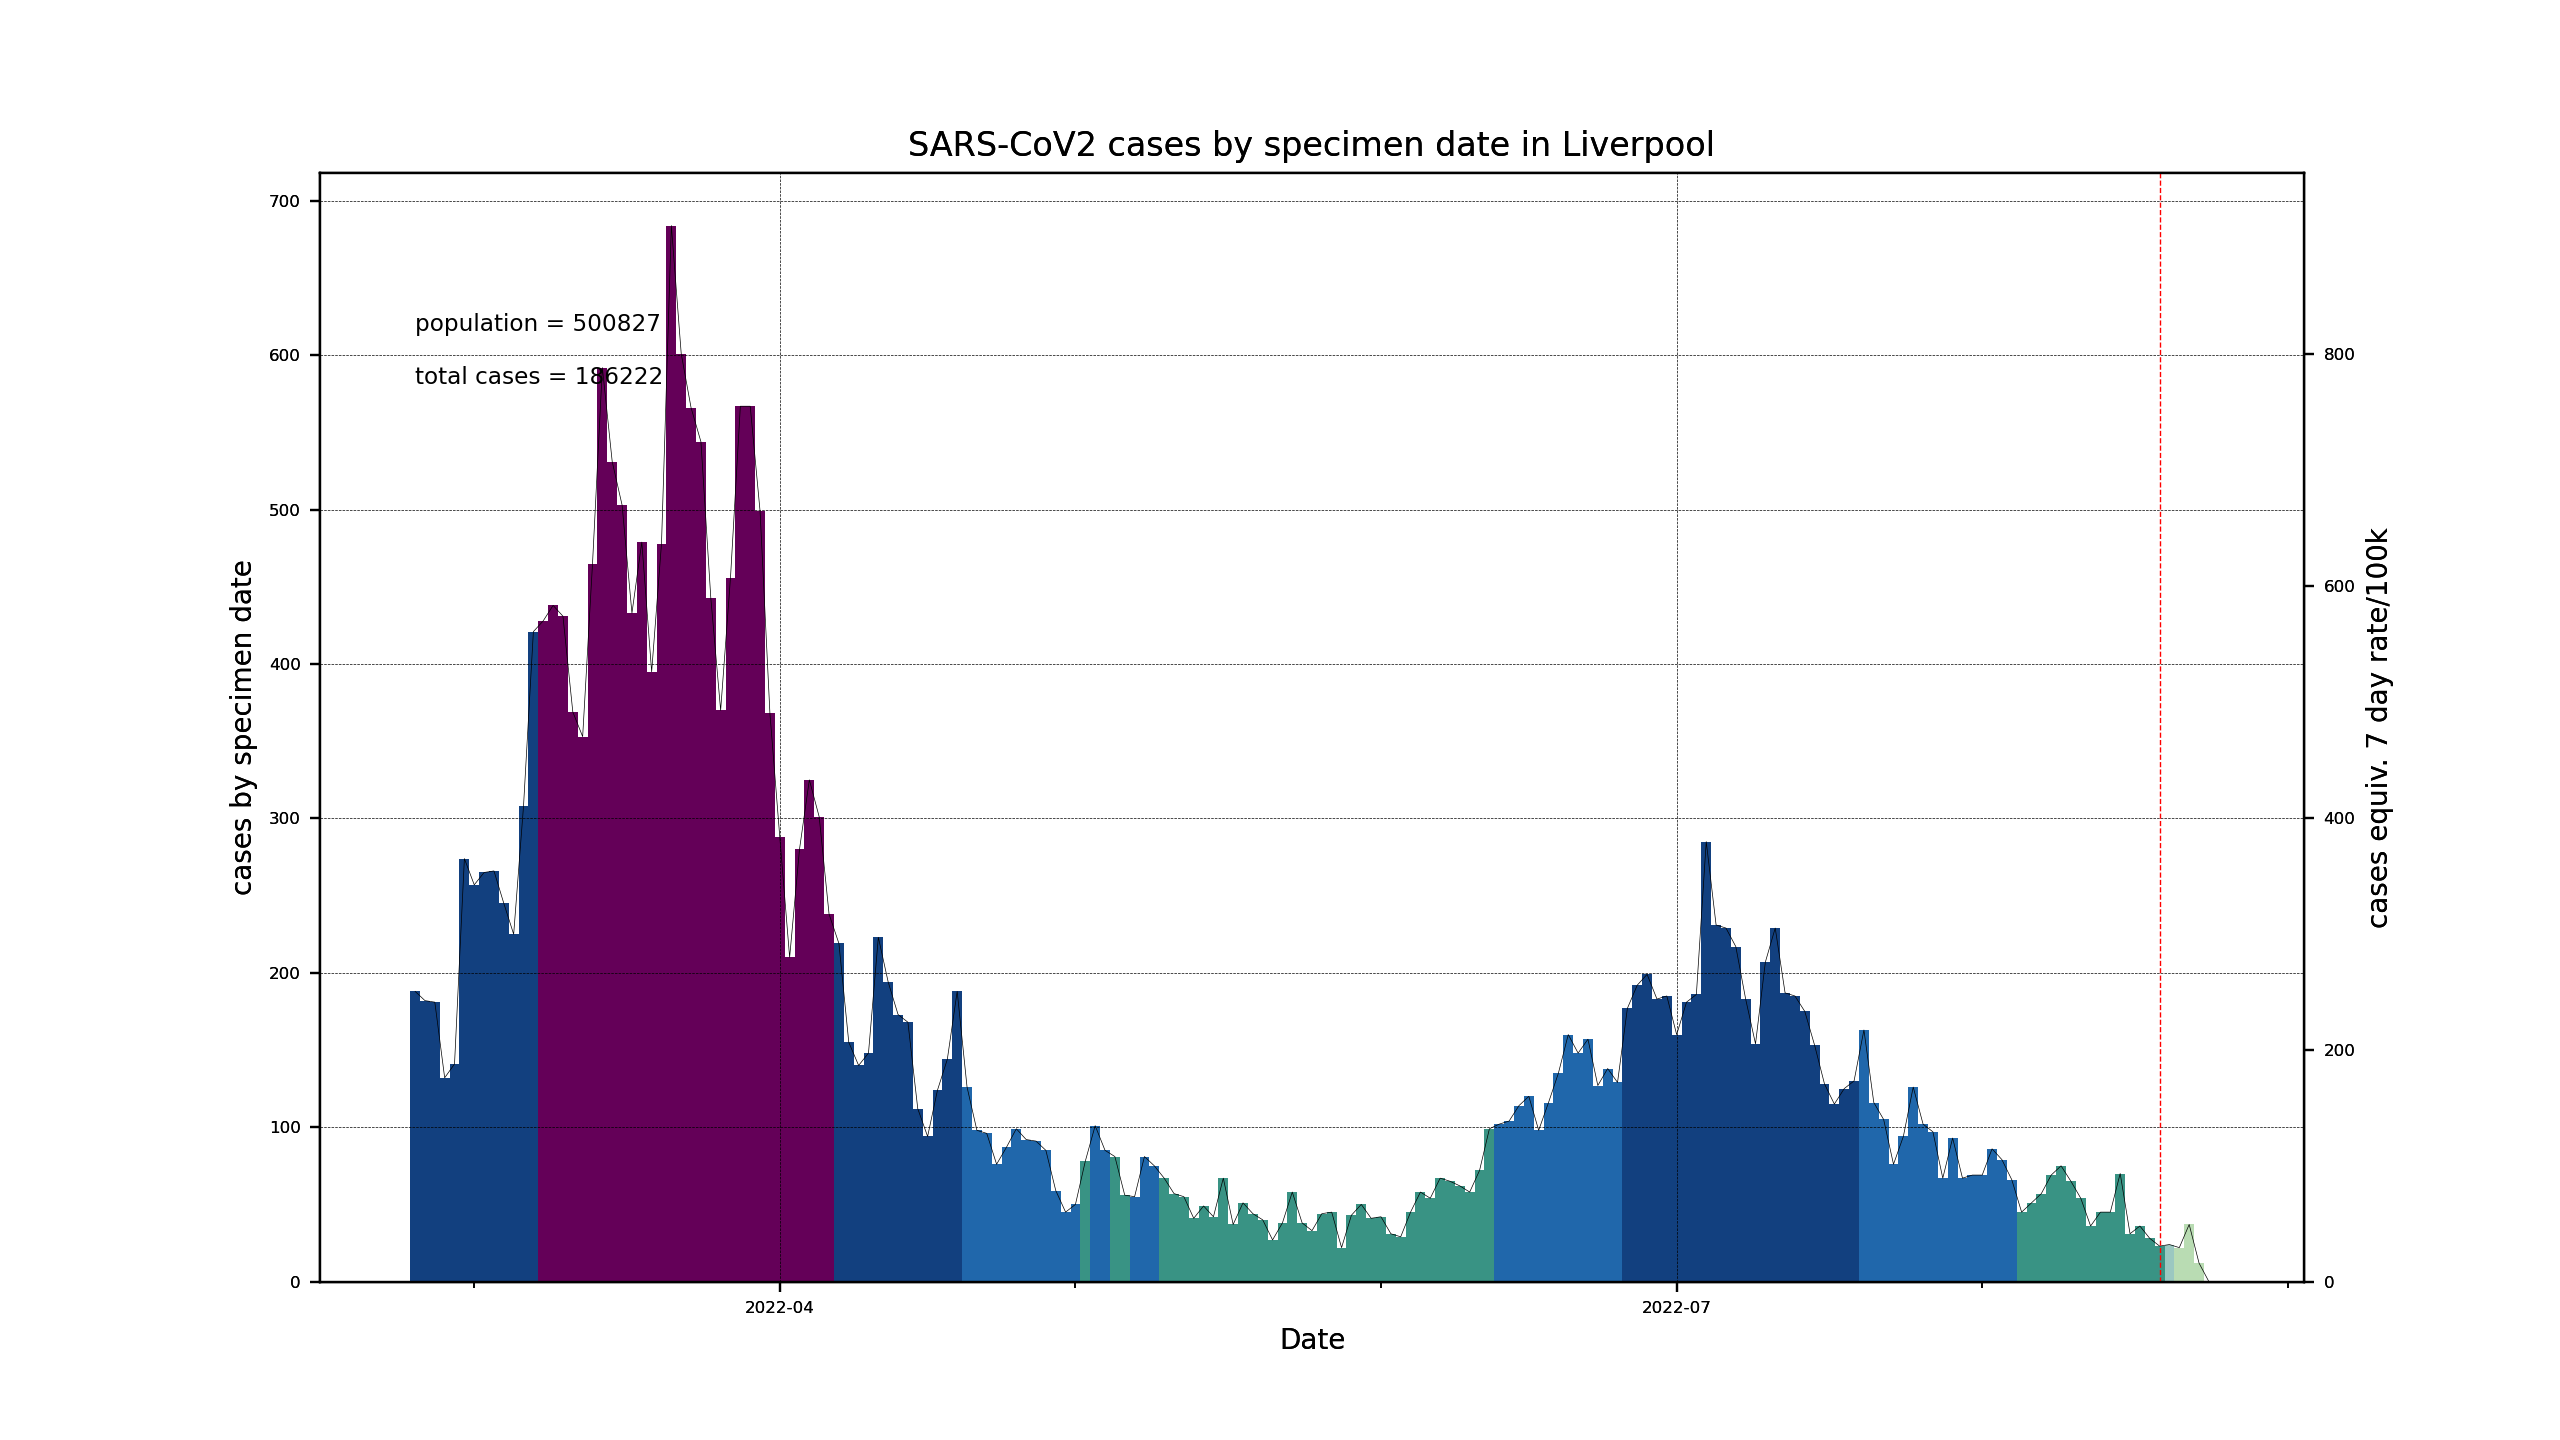 SARS-CoV2 cases by specimen date in Liverpool
population = 500827
total cases = 186222
cases by specimen date
700
600
500
400
300
200
100
0
800
600
400
200
0
cases equiv. 7 day rate/100k
2022-04
2022-07
Date